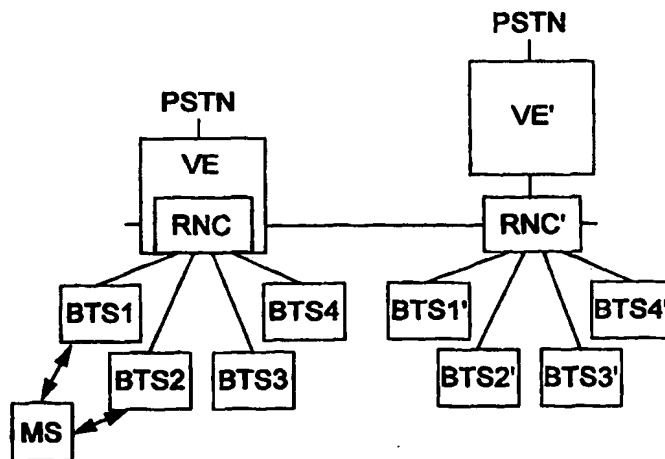 PSTN
PSTN
VE'
VE
RNC
RNC'
BTS1
BTS4
BTS1'
BTS4'
BTS2
BTS3
BTS2'
BTS3'
MS